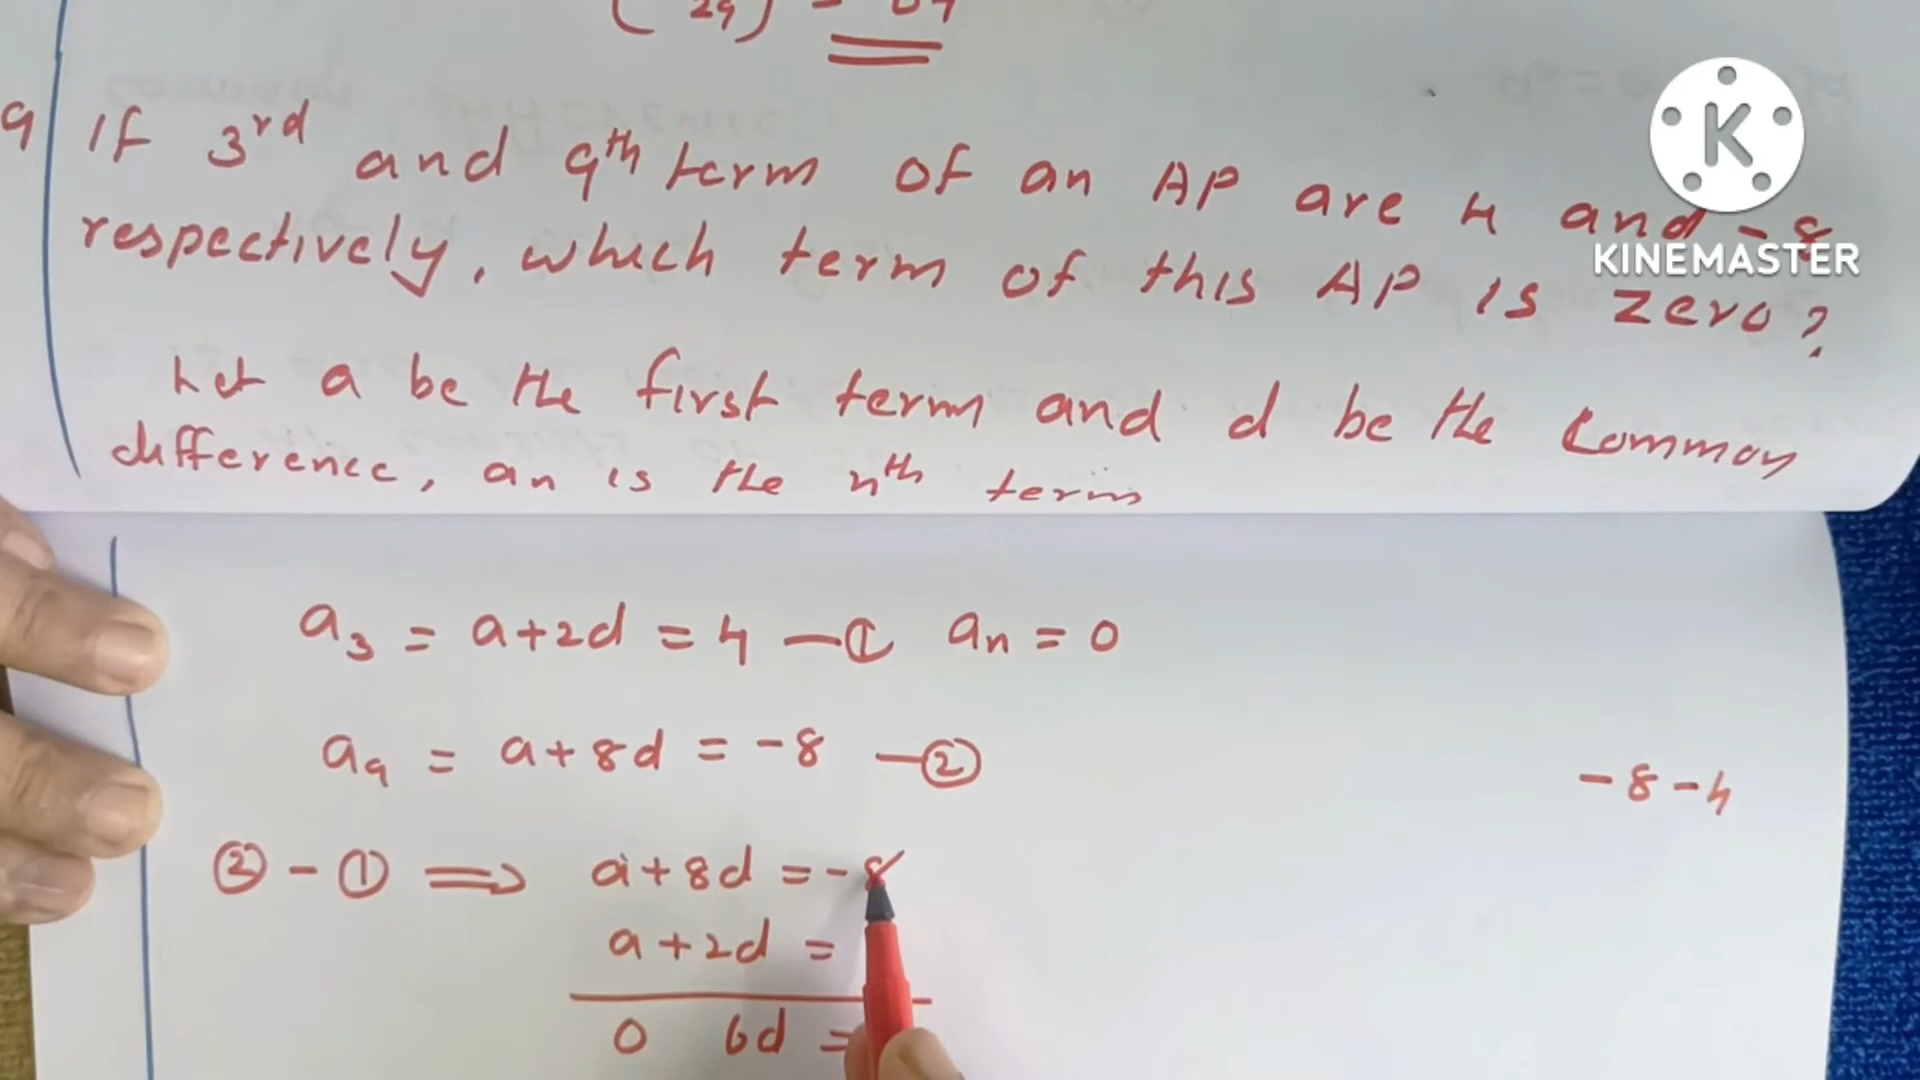 9 If 3rd and 9th term of an AP are 4 and -8
respectively, which term of this AP is zero?
Let a be the first term and d be the common
difference, an is the nth term
a3 = a+2d = 4 —① an = 0
a9 = a+8d = -8 —②
-8-4
② - ① ⟹ a+8d = -8
a+2d =
0 6d =
K
KINEMASTER